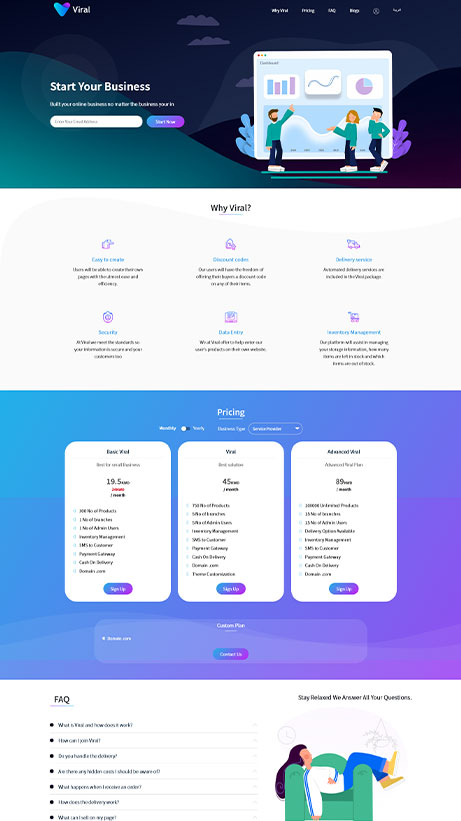 Viral
Why Viral
Pricing
FAQ
Blogs
العربية
Start Your Business
Built your online business no matter the business your in
Enter Your Email Address
Start Now
Dashboard
Why Viral?
Easy to create
Users will be able to create their own
pages with the utmost ease and
efficiency.
Discount codes
Our users will have the freedom of
offering their buyers a discount code
on any of their items.
Delivery service
Automated delivery services are
included in the Viral package.
Security
At Viral we meet the standards so
your information is secure and your
customers too.
Data Entry
We at Viral offer to help enter our
user's products on their own website.
Inventory Management
Our platform will assist in managing
your storage information, how many
items are left in stock and which
items are out of stock.
Pricing
Monthly
Yearly
Business Type
Service Provider
Basic Viral
Best for small Business
19.5
/ month
300 No of Products
1 No of branches
1 No of Admin Users
Inventory Management
SMS to Customer
Payment Gateway
Cash On Delivery
Domain .com
Sign Up
Viral
Best solution
45
/ month
750 No of Products
5 No of Admin Users
Inventory Management
SMS to Customer
Payment Gateway
Cash On Delivery
Domain .com
Theme Customization
Sign Up
Advanced Viral
Advanced Viral Plan
89
/ month
Unlimited Products
15 No of Admin Users
Delivery Option Available
Inventory Management
SMS to Customer
Payment Gateway
Cash On Delivery
Domain .com
Sign Up
Custom Plan
Domain .com
Contact Us
FAQ
What is Viral and how does it work?
How can I join Viral?
Do you handle the delivery?
Are there any hidden costs I should be aware of?
What happens when I receive an order?
How does the delivery work?
What can I sell on my page?
Stay Relaxed We Answer All Your Questions.